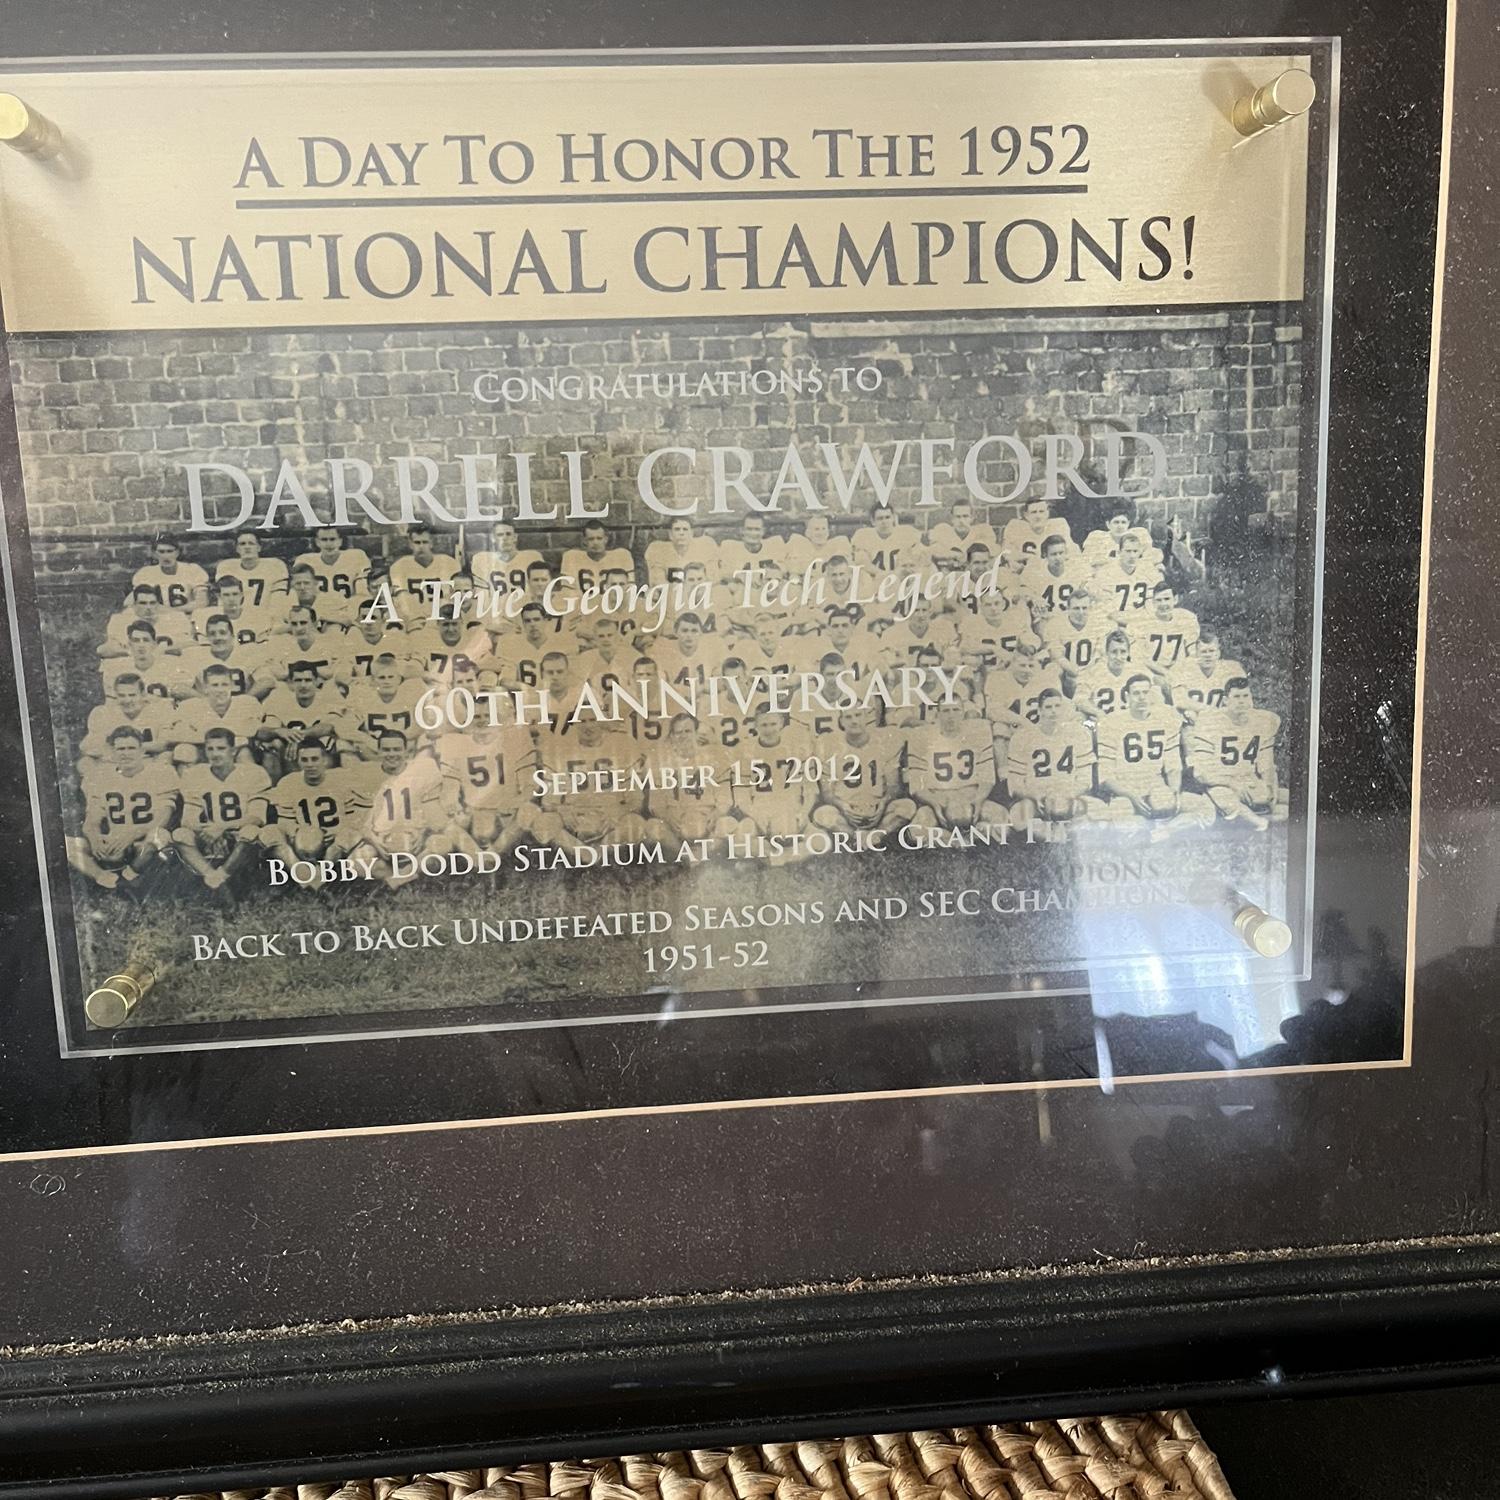 A DAY TO HONOR THE 1952
NATIONAL CHAMPIONS!
CONGRATULATIONS TO
DARRELL CRAWFORD
A True Georgia Tech Legend
60TH ANNIVERSARY
SEPTEMBER 15, 2012
BOBBY DODD STADIUM AT HISTORIC GRANT
BACK TO BACK UNDEFEATED SEASONS AND SEC CHAMPIONS
1951-52
69
49 73
10 77
51 53 24 65 54
22 18 12 11